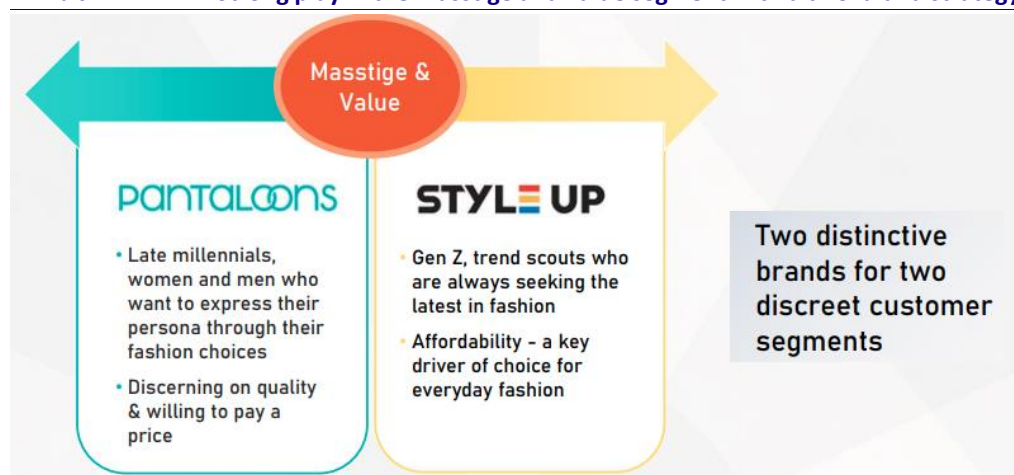 Masstige &
Value
PANTALOONS
STYLE UP
• Late millennials,
women and men who
want to express their
persona through their
fashion choices
• Discerning on quality
& willing to pay a
price
• Gen Z, trend scouts who
are always seeking the
latest in fashion
• Affordability - a key
driver of choice for
everyday fashion
Two distinctive
brands for two
discreet customer
segments